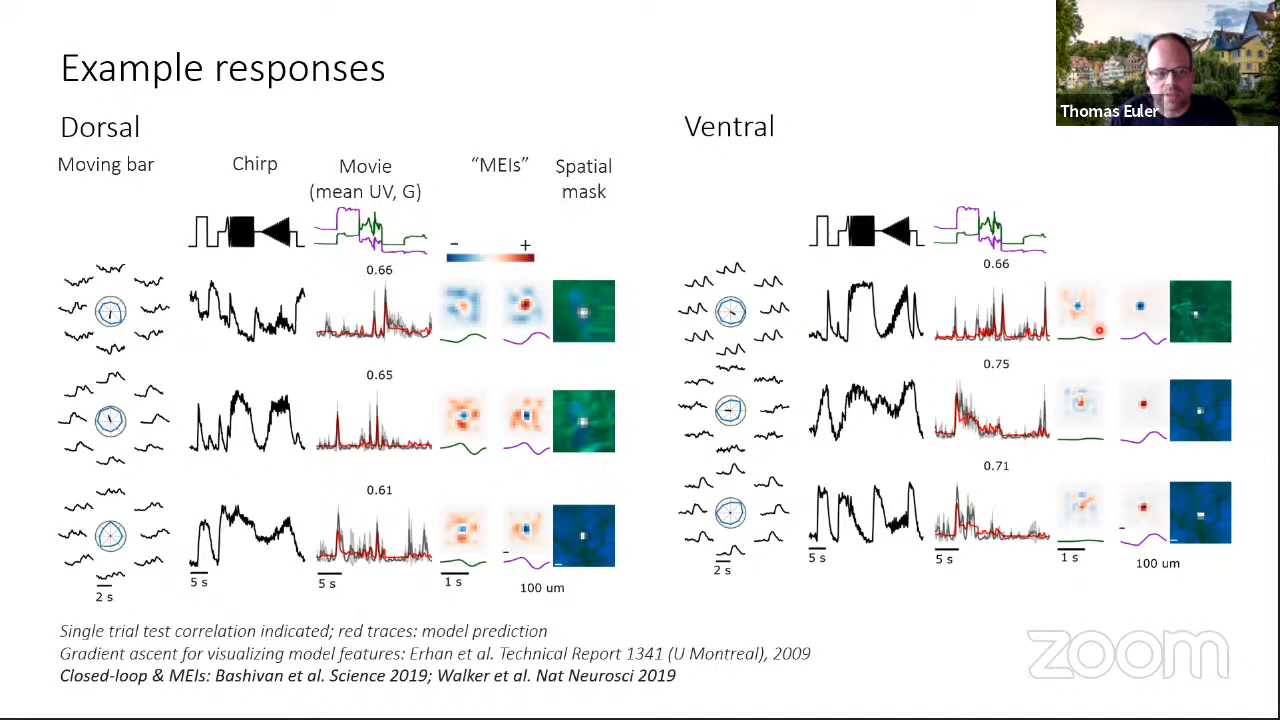 Example responses
Thomas Euler
Dorsal
Ventral
Moving bar
Chirp
Movie
(mean UV, G)
“MEIs”
Spatial
mask
- +
0.66
0.65
0.61
2 s
5 s
5 s
1 s
100 um
0.66
0.75
0.71
2 s
5 s
5 s
1 s
100 um
Single trial test correlation indicated; red traces: model prediction
Gradient ascent for visualizing model features: Erhan et al. Technical Report 1341 (U Montreal), 2009
Closed-loop & MEIs: Bashivan et al. Science 2019; Walker et al. Nat Neurosci 2019
zoom